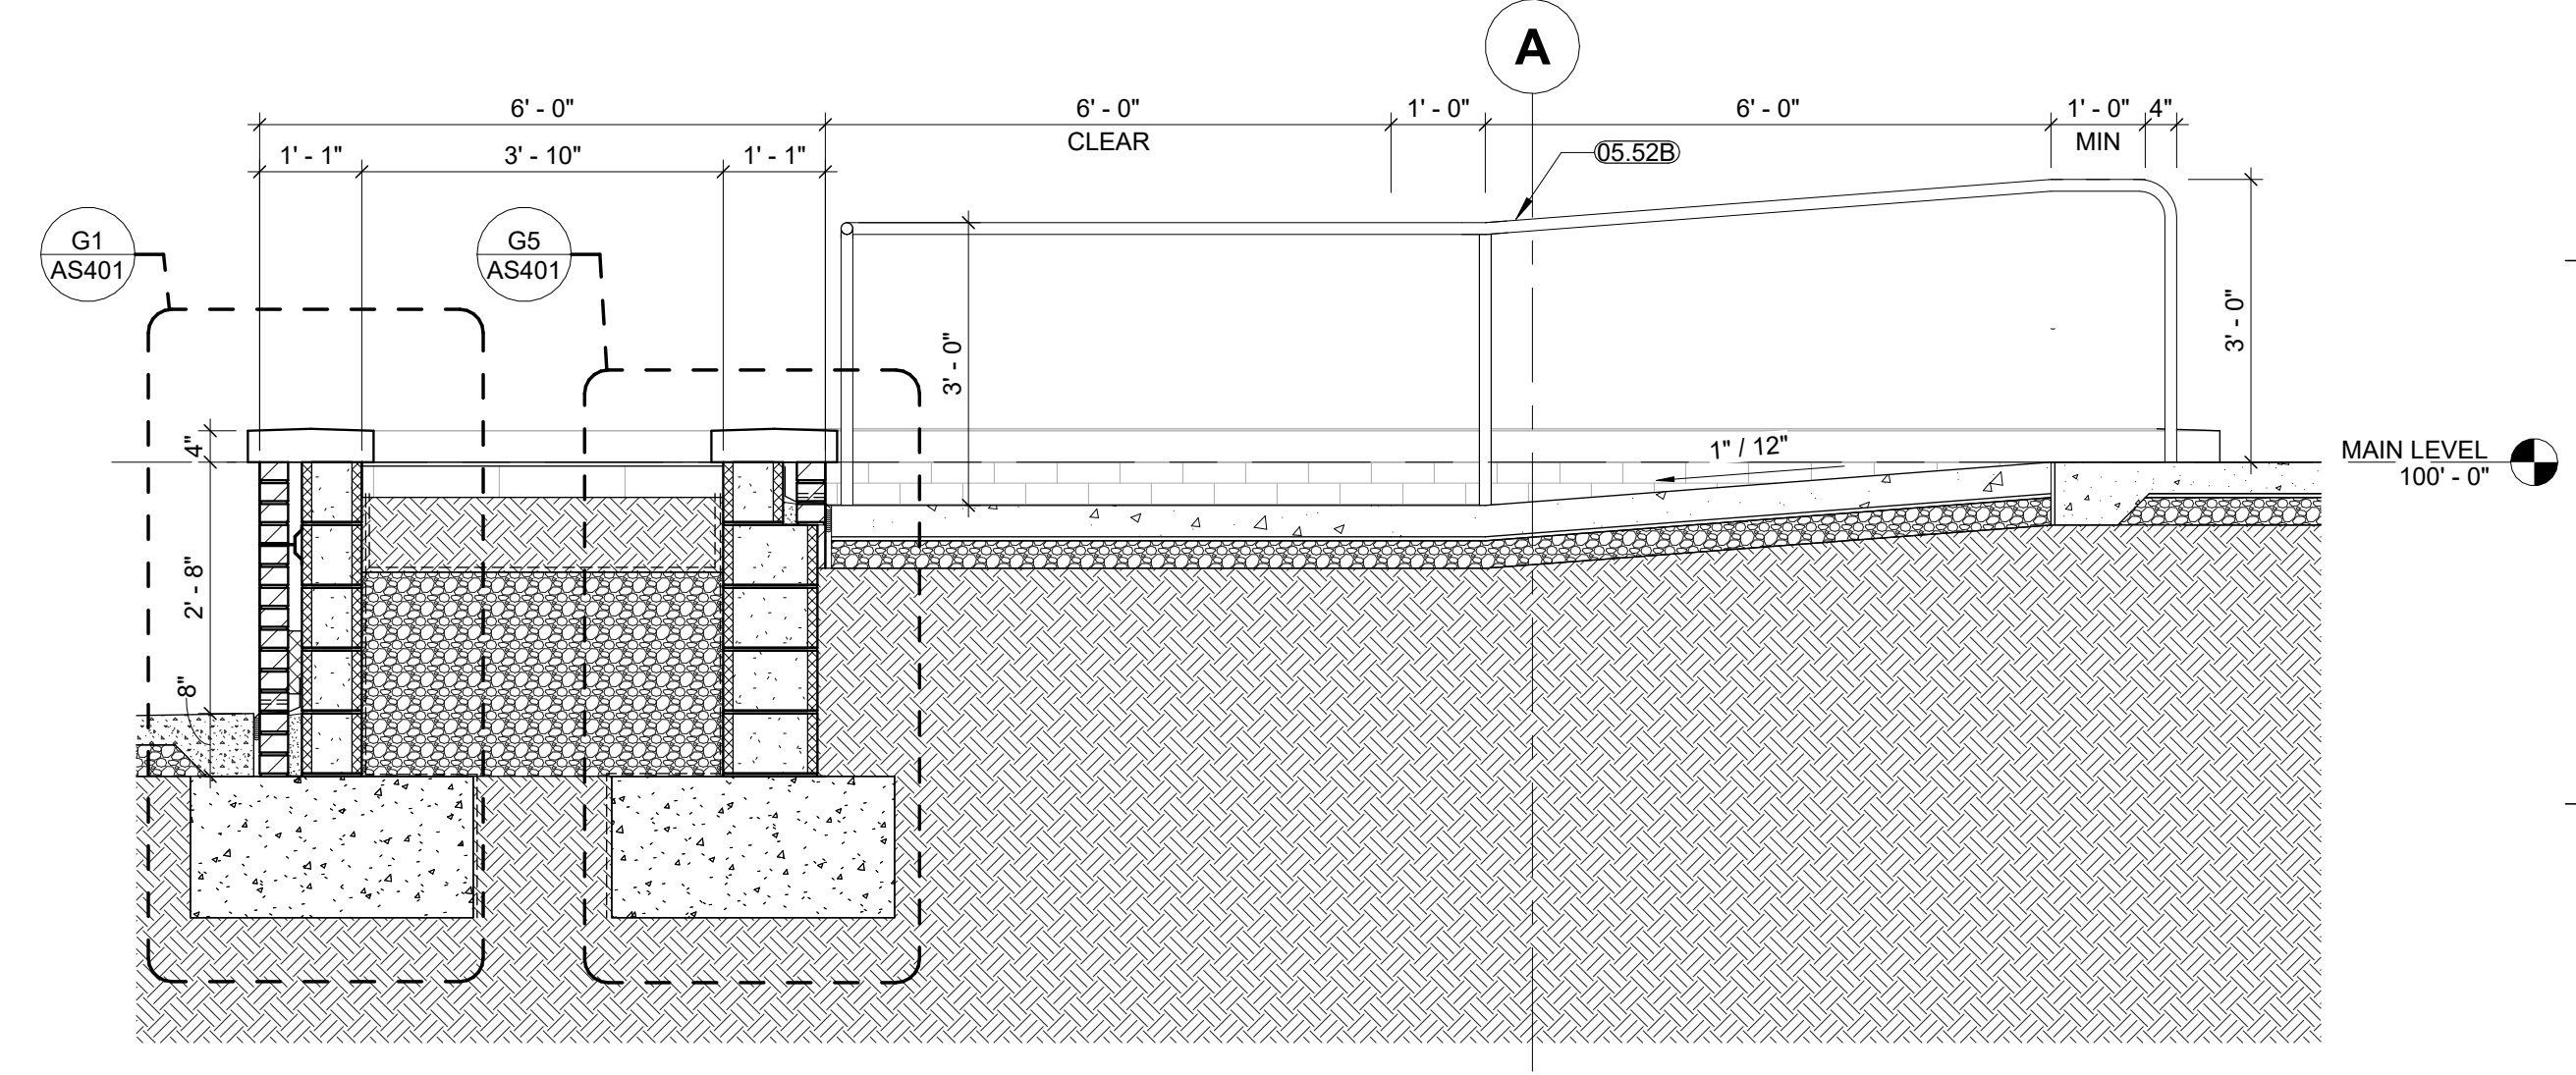 A
6' - 0"
6' - 0"
1' - 0"
6' - 0"
1' - 0"
4"
CLEAR
MIN
1' - 1"
3' - 10"
1' - 1"
05.52B
G1
AS401
G5
AS401
3' - 0"
3' - 0"
4"
1" / 12"
MAIN LEVEL
100' - 0"
2' - 8"
8"